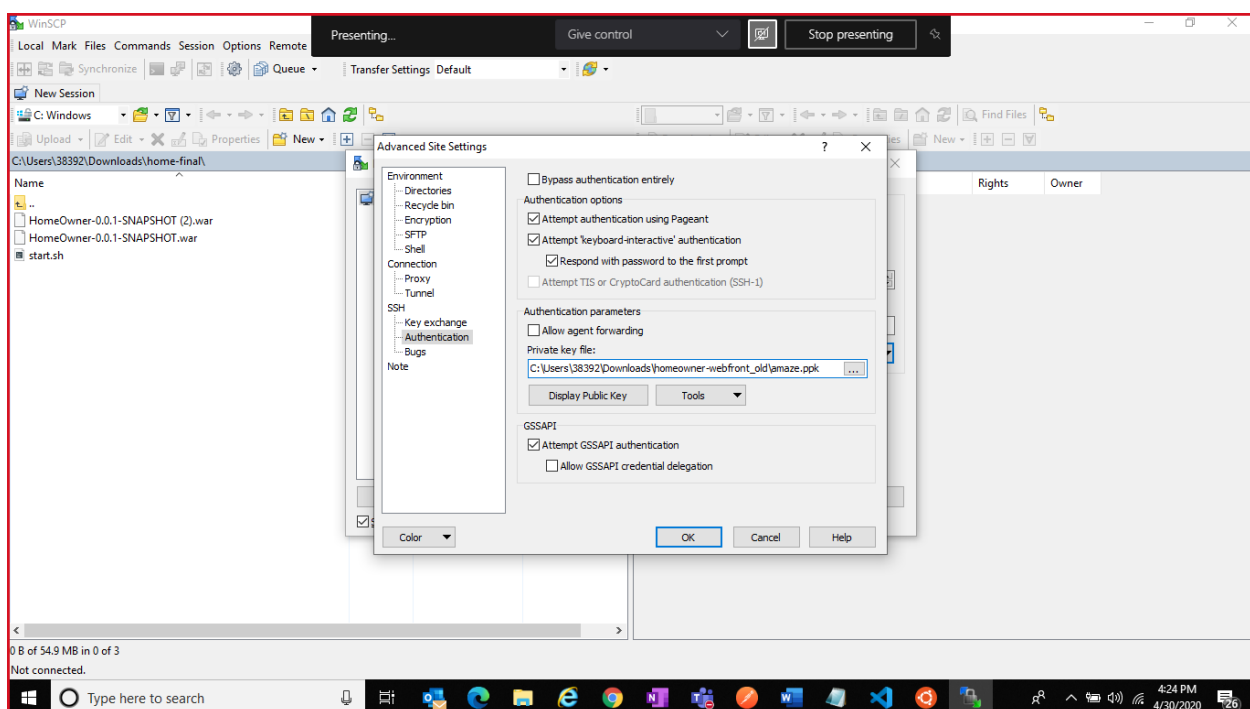 WinSCP
Presenting...
Give control
Stop presenting
Local Mark Files Commands Session Options Remote
Synchronize
Queue
Transfer Settings Default
New Session
C: Windows
Find Files
Upload
Edit
Properties
New
New
C:\Users\38392\Downloads\home-final\
Name
Rights
Owner
..
HomeOwner-0.0.1-SNAPSHOT (2).war
HomeOwner-0.0.1-SNAPSHOT.war
start.sh
Advanced Site Settings
?
Environment
Directories
Recycle bin
Encryption
SFTP
Shell
Connection
Proxy
Tunnel
SSH
Key exchange
Authentication
Bugs
Note
Bypass authentication entirely
Authentication options
Attempt authentication using Pageant
Attempt 'keyboard-interactive' authentication
Respond with password to the first prompt
Attempt TIS or CryptoCard authentication (SSH-1)
Authentication parameters
Allow agent forwarding
Private key file:
C:\Users\38392\Downloads\homeowner-webfront_old\amaze.ppk
...
Display Public Key
Tools
GSSAPI
Attempt GSSAPI authentication
Allow GSSAPI credential delegation
Color
OK
Cancel
Help
0 B of 54.9 MB in 0 of 3
Not connected.
Type here to search
4:24 PM
4/30/2020
26